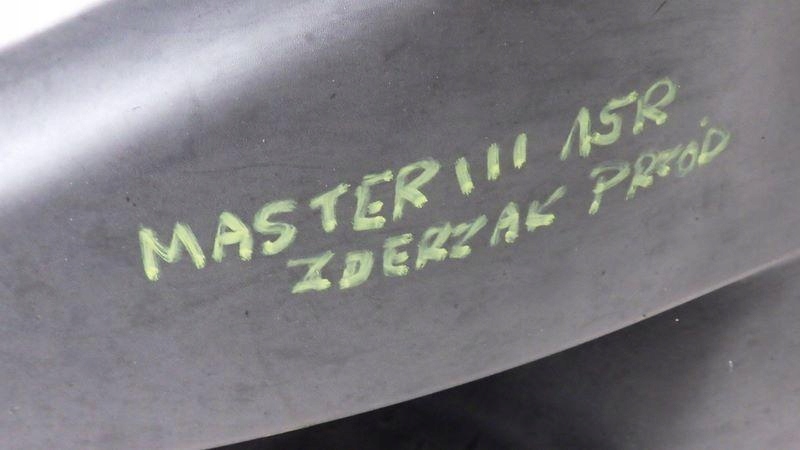 MASTER III 15R
ZDERZAK PRZÓD